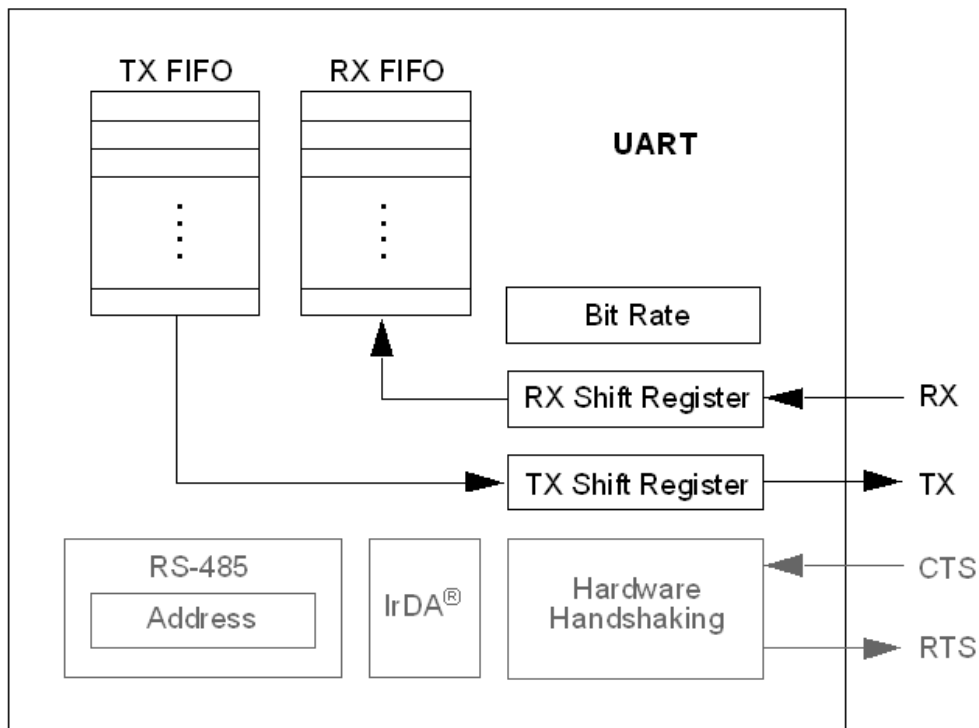 TX FIFO
RX FIFO
UART
Bit Rate
RX Shift Register
RX
TX Shift Register
TX
RS-485
Address
IrDA®
Hardware
Handshaking
CTS
RTS